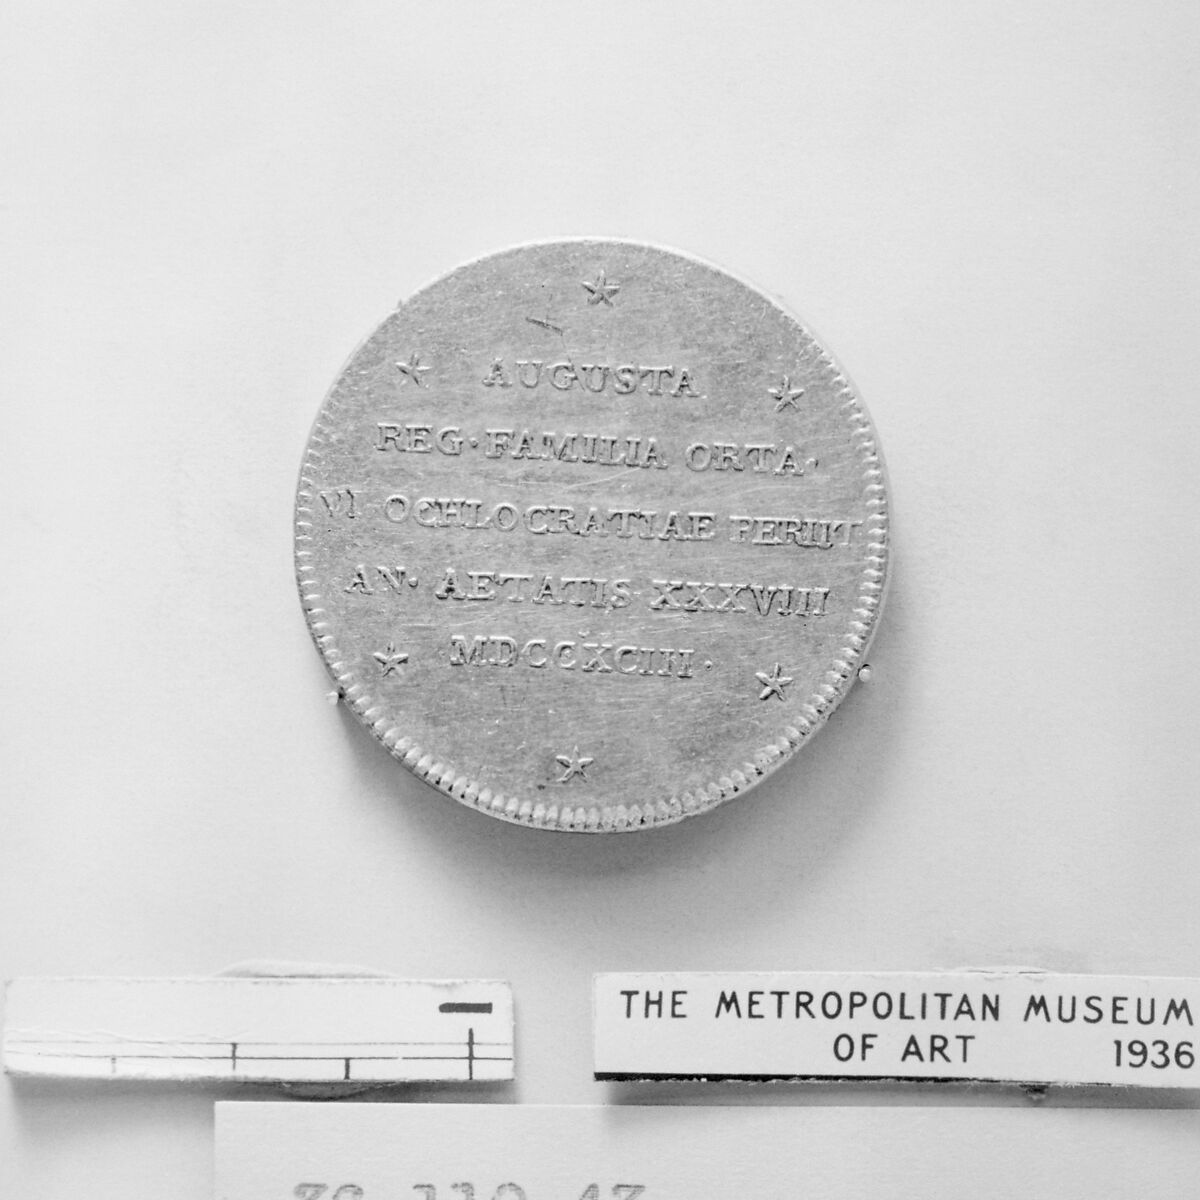 AUGUSTA
REG·FAMILIA ORTA·
VI OCHLOCRATIAE PERIIT
AN· AETATIS XXXVIII
MDCCXCIII·
THE METROPOLITAN MUSEUM
OF ART 1936